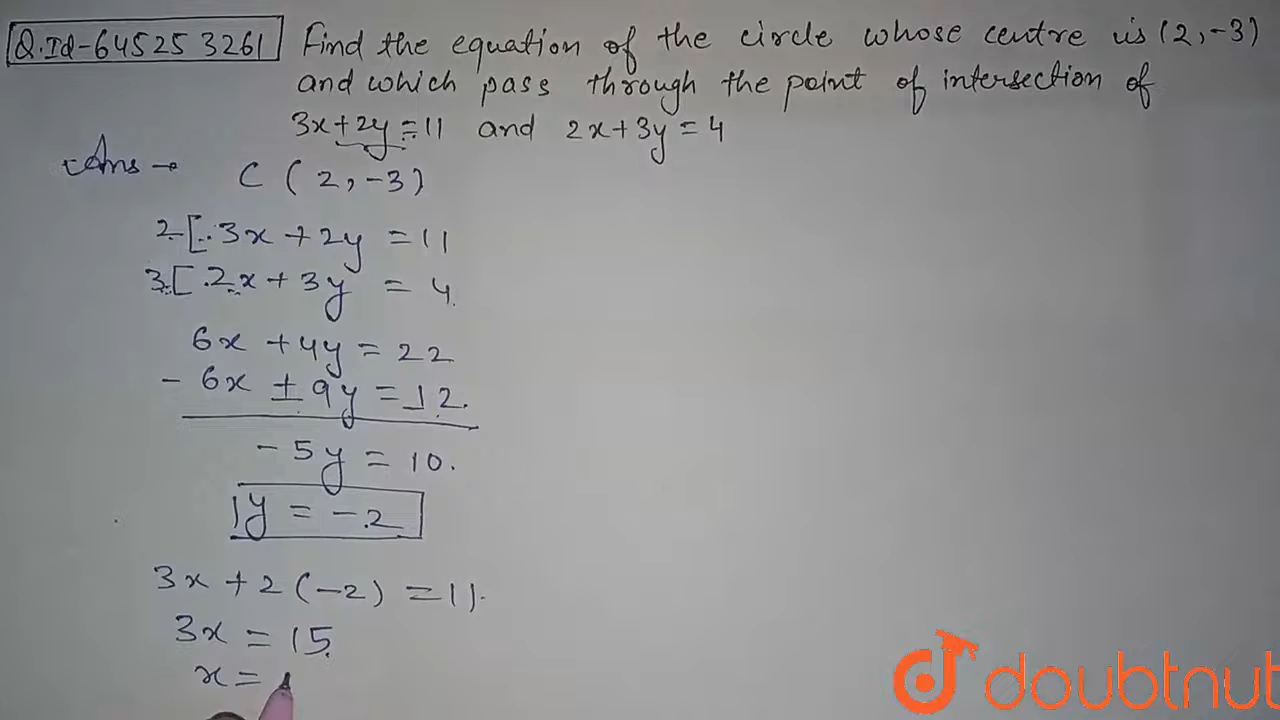 Q.Id-645253261 Find the equation of the circle whose centre is (2,-3)
and which pass through the point of intersection of
3x+2y=11 and 2x+3y=4
Ans → C (2,-3)
2[3x+2y=11
3[2x+3y=4
6x+4y=22
- 6x ± 9y = 12
-5y=10.
y=-2
3x+2(-2)=11
3x=15
x=
doubtnut